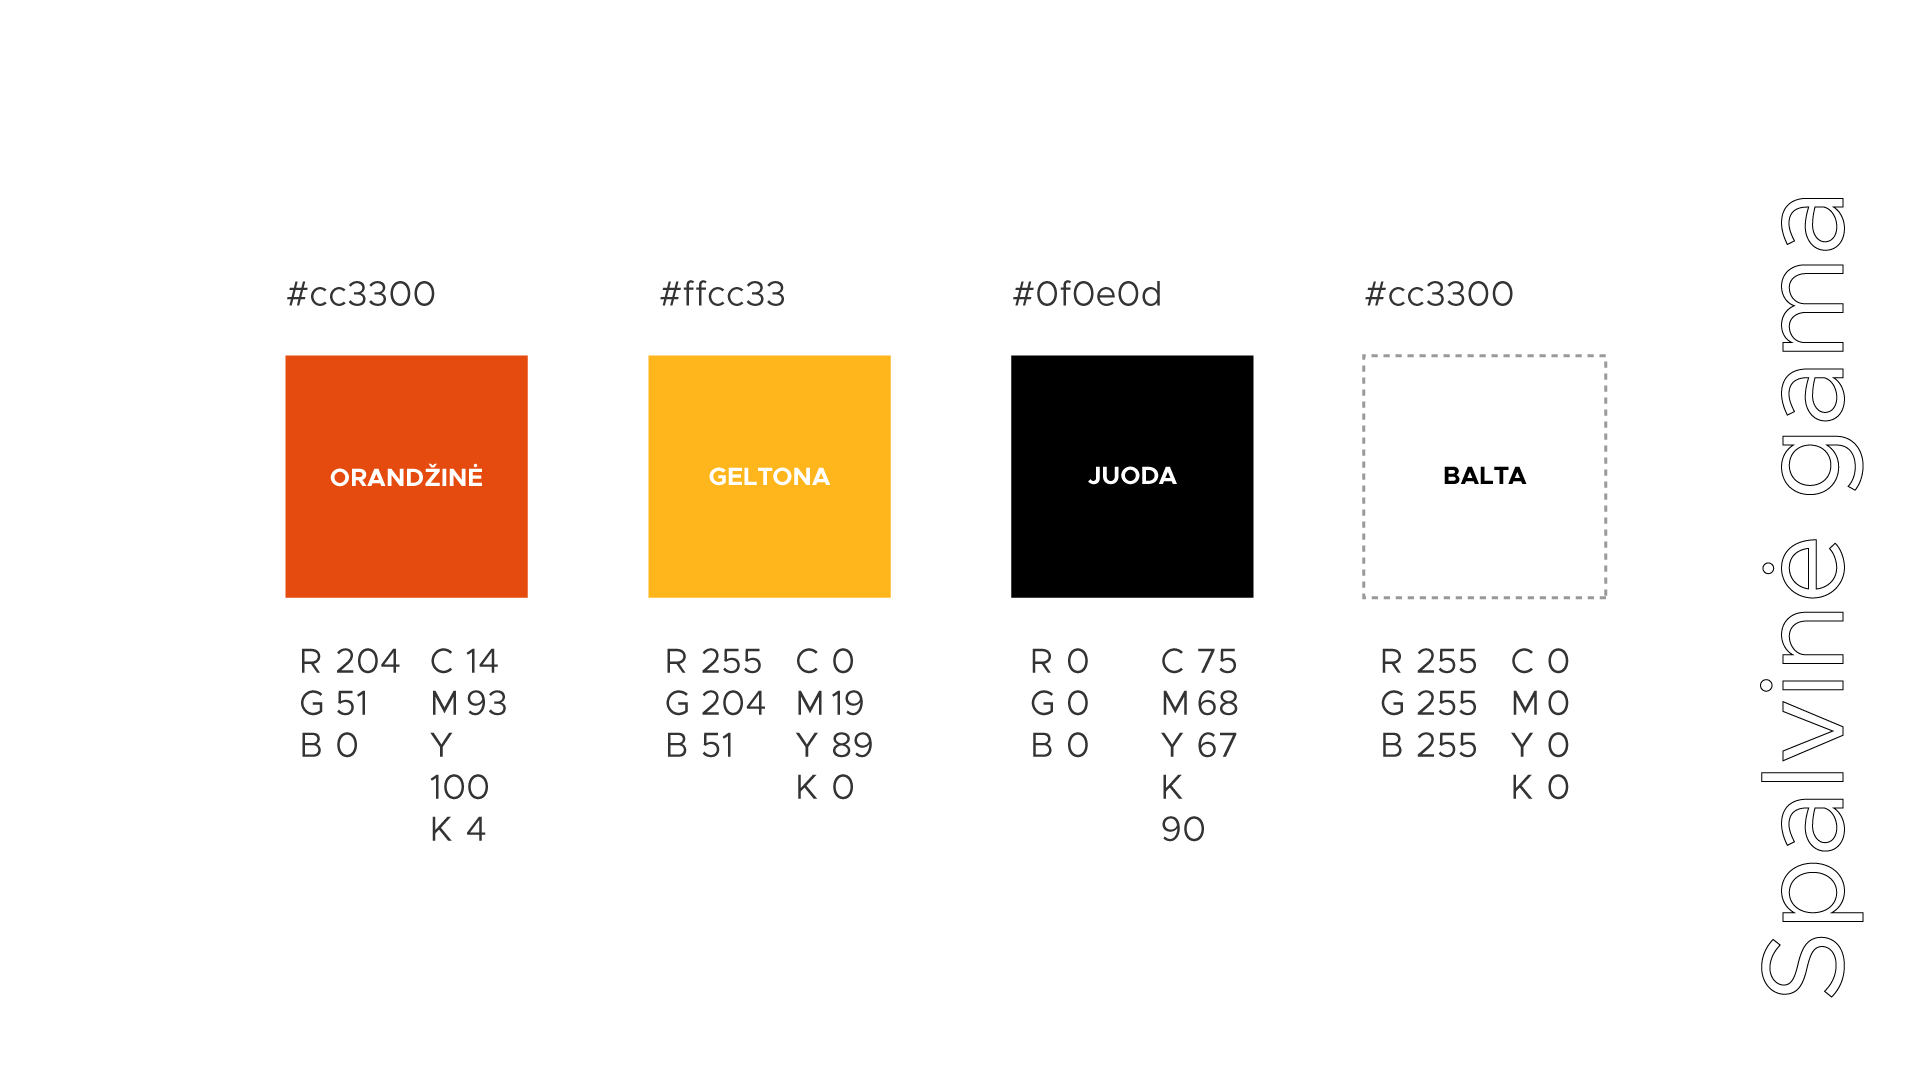 #cc3300
ORANDŽINĖ
R 204
G 51
B 0
C 14
M 93
Y
100
K 4
#ffcc33
GELTONA
R 255
G 204
B 51
C 0
M 19
Y 89
K 0
#0f0e0d
JUODA
R 0
G 0
B 0
C 75
M 68
Y 67
K
90
#cc3300
BALTA
R 255
G 255
B 255
C 0
M 0
Y 0
K 0
Spalvinė gama